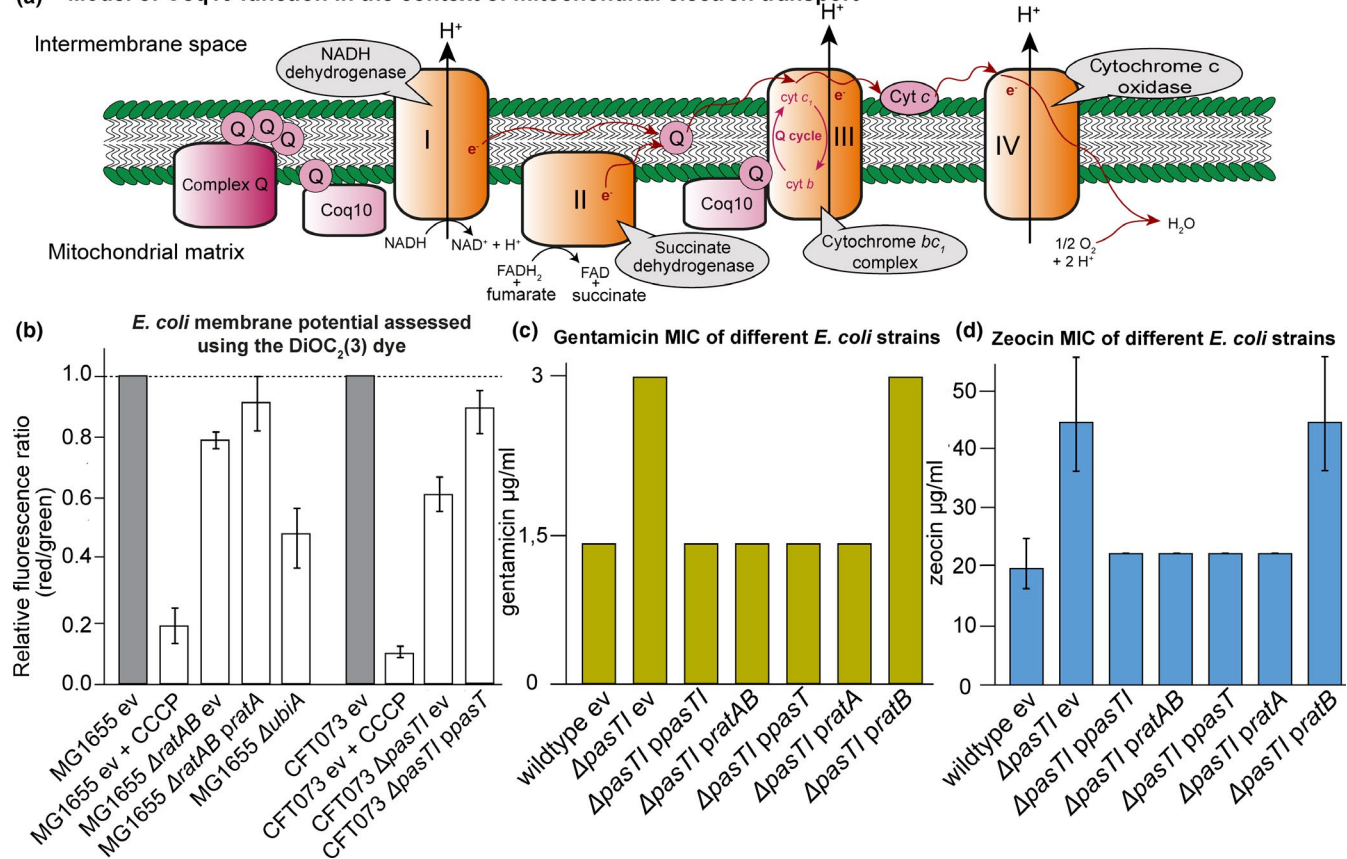 (a) Model of Coq10 function in the context of mitochondrial electron transport
Intermembrane space
H⁺
H⁺
H⁺
NADH
dehydrogenase
Cytochrome c
oxidase
Q
Q
Q
Complex Q
Q
Coq10
I
e⁻
II
e⁻
Q
Coq10
Q
cyt c₁
Q cycle
cyt b
e⁻
III
Cyt c
e⁻
IV
H₂O
1/2 O₂
+ 2 H⁺
Mitochondrial matrix
NADH
NAD⁺ + H⁺
FADH₂
+
fumarate
FAD
+
succinate
Succinate
dehydrogenase
Cytochrome bc₁
complex
(b) E. coli membrane potential assessed
using the DiOC₂(3) dye
Relative fluorescence ratio
(red/green)
1.0
0.8
0.6
0.4
0.2
0.0
MG1655 ev
MG1655 ev + CCCP
MG1655 ΔratAB ev
MG1655 ΔratAB pratA
MG1655 ΔubiA
CFT073 ev
CFT073 ev + CCCP
CFT073 ΔpasTI ev
CFT073 ΔpasTI ppasT
(c) Gentamicin MIC of different E. coli strains
gentamicin µg/ml
3
1,5
0
wildtype ev
ΔpasTI ev
ΔpasTI ppasTI
ΔpasTI pratAB
ΔpasTI ppasT
ΔpasTI pratA
ΔpasTI pratB
(d) Zeocin MIC of different E. coli strains
zeocin µg/ml
50
40
30
20
10
0
wildtype ev
ΔpasTI ev
ΔpasTI ppasTI
ΔpasTI pratAB
ΔpasTI ppasT
ΔpasTI pratA
ΔpasTI pratB